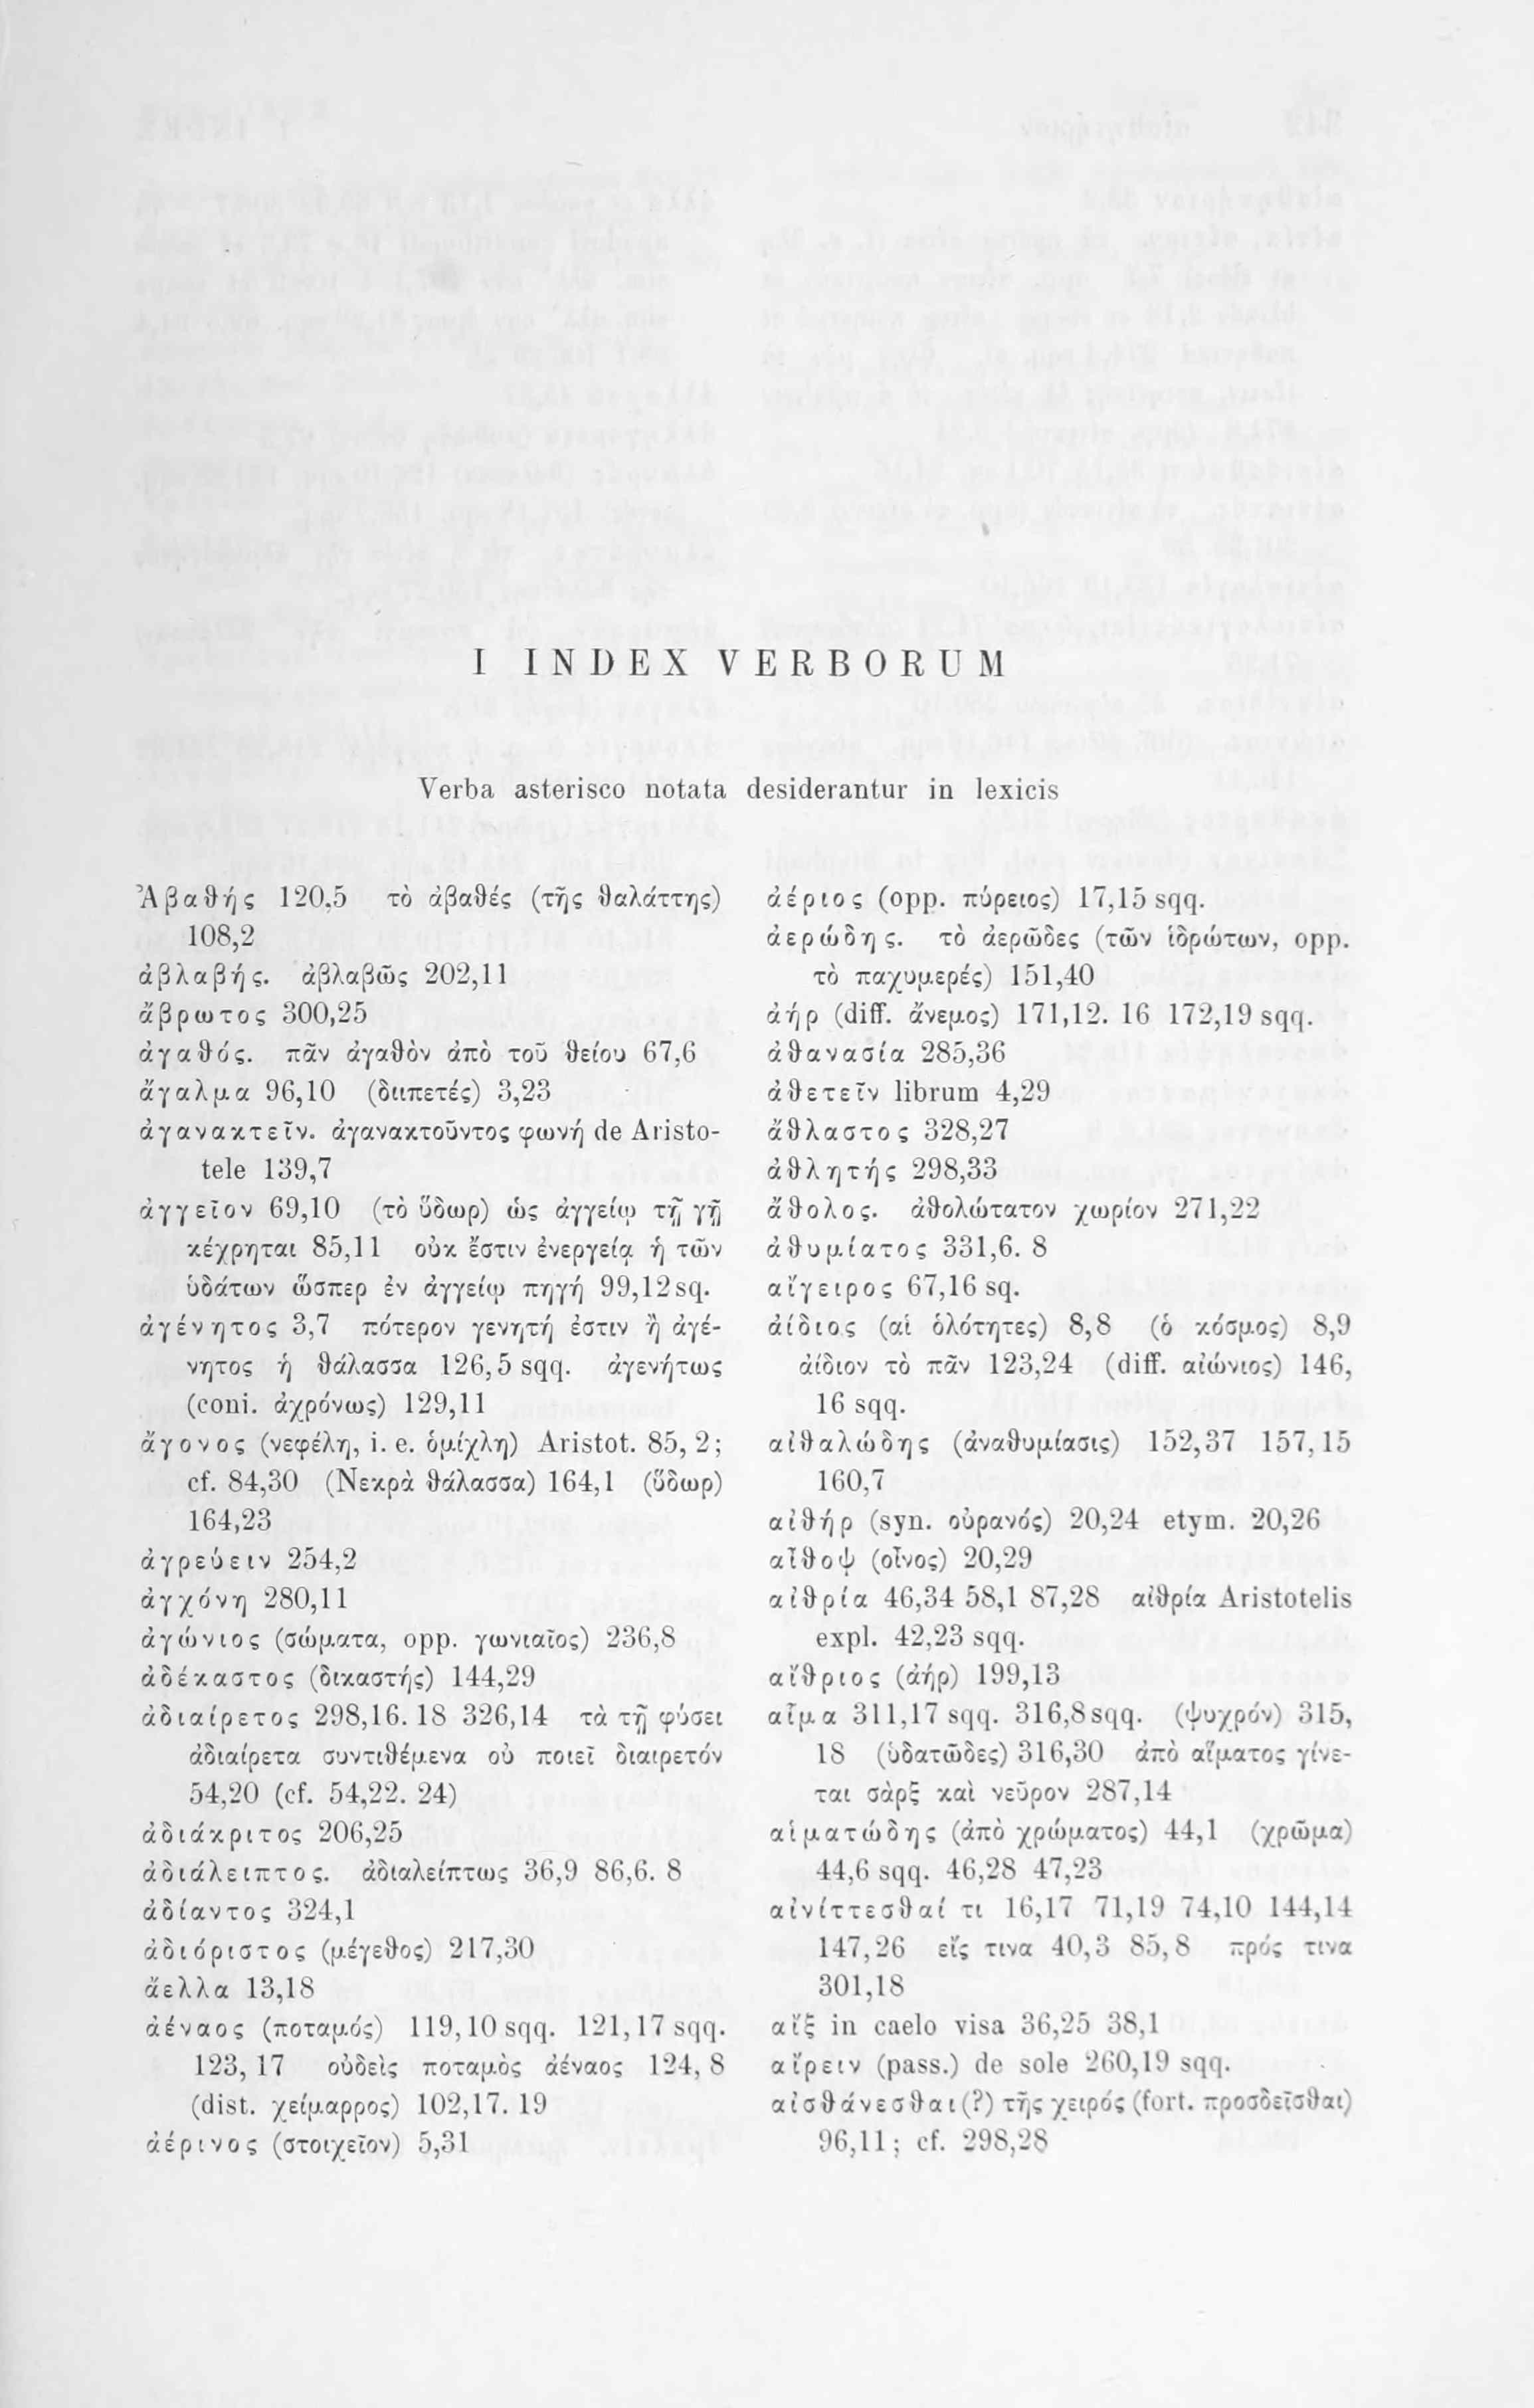 I INDEX VERBORUM
Verba asterisco notata desiderantur in lexicis
Ἀβαθής 120,5 τὸ ἀβαθές (τῆς θαλάττης)
108,2
ἀβλαβής. ἀβλαβῶς 202,11
ἄβρωτος 300,25
ἀγαθός. πᾶν ἀγαθὸν ἀπὸ τοῦ θείου 67,6
ἄγαλμα 96,10 (διιπετές) 3,23
ἀγανακτεῖν. ἀγανακτοῦντος φωνή de Aristo-
tele 139,7
ἀγγεῖον 69,10 (τὸ ὕδωρ) ὡς ἀγγείῳ τῇ γῇ
κέχρηται 85,11 οὐκ ἔστιν ἐνεργείᾳ ἡ τῶν
ὑδάτων ὥσπερ ἐν ἀγγείῳ πηγή 99,12 sq.
ἀγένητος 3,7 πότερον γενητή ἐστιν ἢ ἀγέ-
νητος ἡ θάλασσα 126,5 sqq. ἀγενήτως
(coni. ἀχρόνως) 129,11
ἄγονος (νεφέλη, i. e. ὁμίχλη) Aristot. 85, 2;
cf. 84,30 (Νεκρὰ θάλασσα) 164,1 (ὕδωρ)
164,23
ἀγρεύειν 254,2
ἀγχόνη 280,11
ἀγώνιος (σώματα, opp. γωνιαῖος) 236,8
ἀδέκαστος (δικαστής) 144,29
ἀδιαίρετος 298,16. 18 326,14 τὰ τῇ φύσει
ἀδιαίρετα συντιθέμενα οὐ ποιεῖ διαιρετόν
54,20 (cf. 54,22. 24)
ἀδιάκριτος 206,25
ἀδιάλειπτος. ἀδιαλείπτως 36,9 86,6. 8
ἀδίαντος 324,1
ἀδιόριστος (μέγεθος) 217,30
ἄελλα 13,18
ἀέναος (ποταμός) 119,10 sqq. 121,17 sqq.
123, 17 οὐδεὶς ποταμὸς ἀέναος 124, 8
(dist. χείμαρρος) 102,17. 19
ἀέρινος (στοιχεῖον) 5,31
ἀέριος (opp. πύρειος) 17,15 sqq.
ἀερώδης. τὸ ἀερῶδες (τῶν ἱδρώτων, opp.
τὸ παχυμερές) 151,40
ἀήρ (diff. ἄνεμος) 171,12. 16 172,19 sqq.
ἀθανασία 285,36
ἀθετεῖν librum 4,29
ἄθλαστος 328,27
ἀθλητής 298,33
ἄθολος. ἀθολώτατον χωρίον 271,22
ἀθυμίατος 331,6. 8
αἴγειρος 67,16 sq.
ἀίδιος (αἱ ὁλότητες) 8,8 (ὁ κόσμος) 8,9
ἀίδιον τὸ πᾶν 123,24 (diff. αἰώνιος) 146,
16 sqq.
αἰθαλώδης (ἀναθυμίασις) 152,37 157,15
160,7
αἰθήρ (syn. οὐρανός) 20,24 etym. 20,26
αἶθοψ (οἶνος) 20,29
αἰθρία 46,34 58,1 87,28 αἰθρία Aristotelis
expl. 42,23 sqq.
αἴθριος (ἀήρ) 199,13
αἷμα 311,17 sqq. 316,8 sqq. (ψυχρόν) 315,
18 (ὑδατῶδες) 316,30 ἀπὸ αἵματος γίνε-
ται σὰρξ καὶ νεῦρον 287,14
αἱματώδης (ἀπὸ χρώματος) 44,1 (χρῶμα)
44,6 sqq. 46,28 47,23
αἰνίττεσθαί τι 16,17 71,19 74,10 144,14
147,26 εἴς τινα 40,3 85,8 πρός τινα
301,18
αἴξ in caelo visa 36,25 38,1
αἴρειν (pass.) de sole 260,19 sqq.
αἰσθάνεσθαι (?) τῆς χειρός (fort. προσδεῖσθαι)
96,11; cf. 298,28